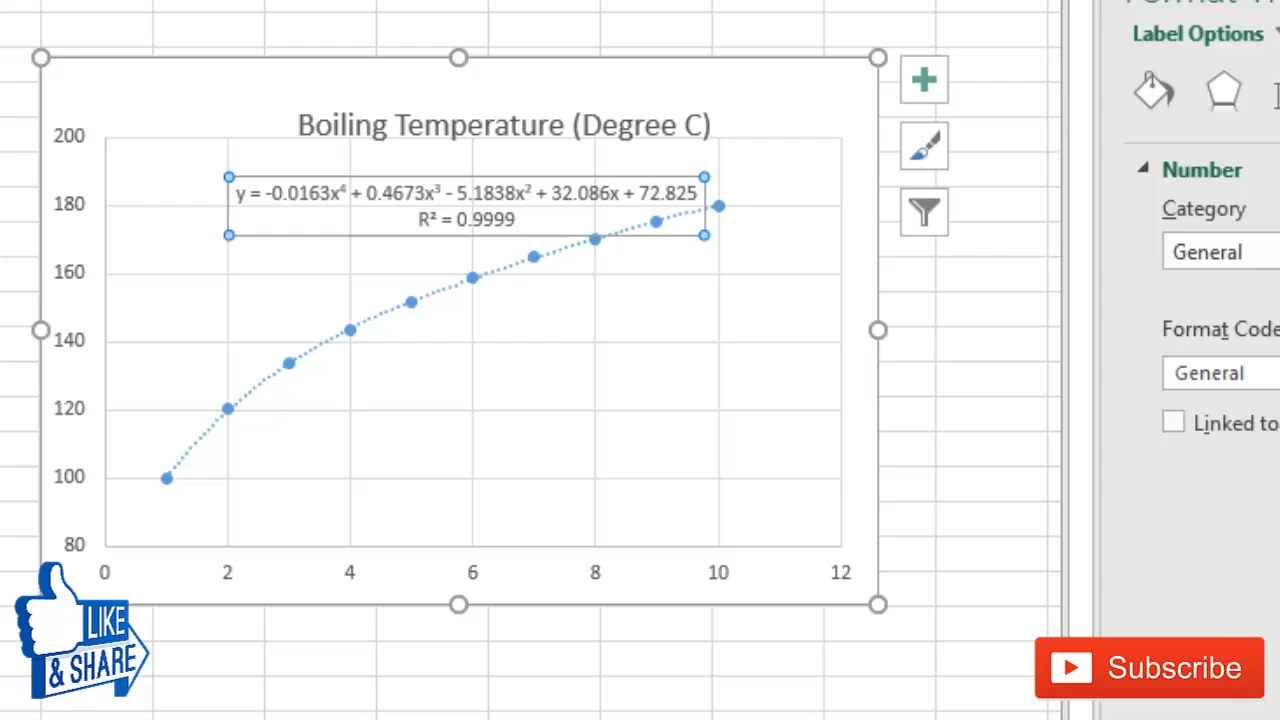 Label Options
Boiling Temperature (Degree C)
200
y = -0.0163x⁴ + 0.4673x³ - 5.1838x² + 32.086x + 72.825
R² = 0.9999
180
160
140
120
100
80
0 2 4 6 8 10 12
Number
Category
General
Format Code
General
Linked to
LIKE
& SHARE
Subscribe